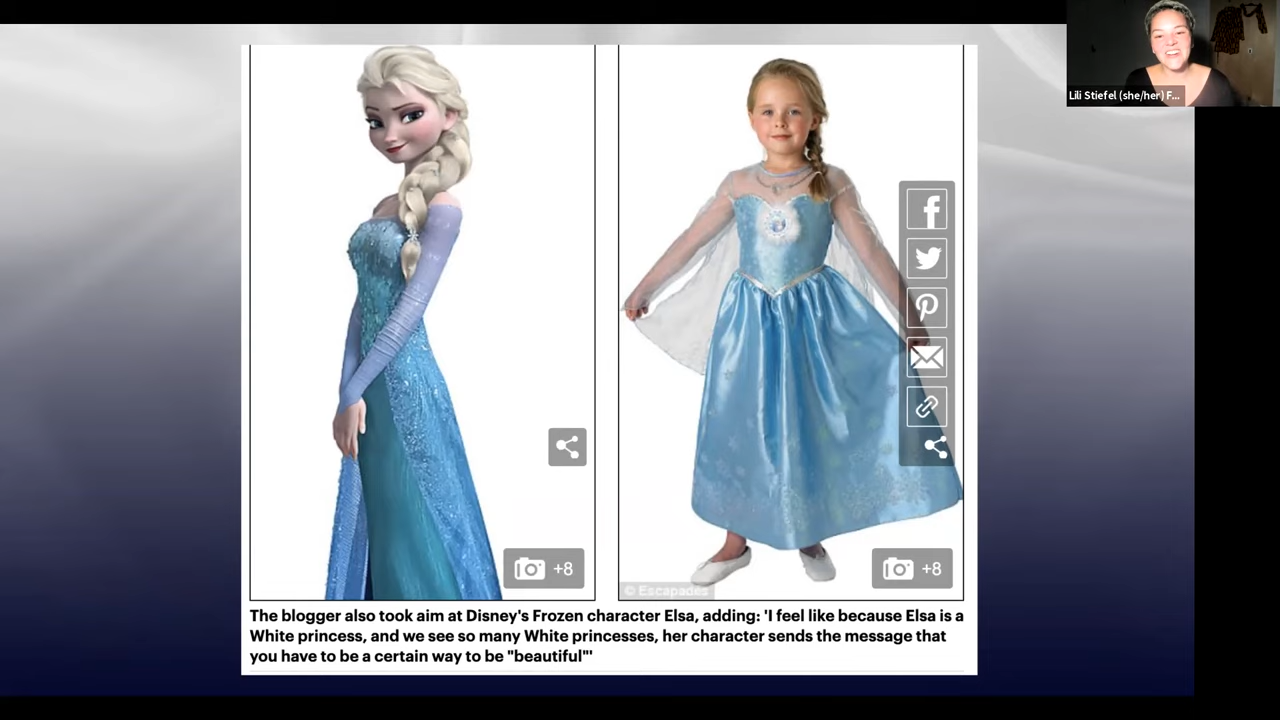 Lili Stiefel (she/her) F...
+8
+8
© Escapades
The blogger also took aim at Disney's Frozen character Elsa, adding: 'I feel like because Elsa is a
White princess, and we see so many White princesses, her character sends the message that
you have to be a certain way to be "beautiful"'